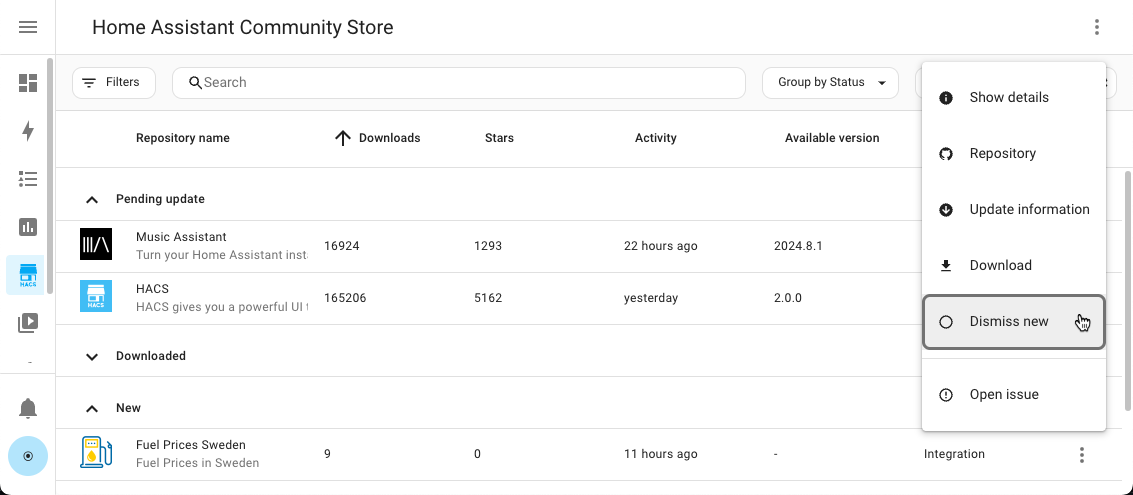 Home Assistant Community Store
Filters
Search
Group by Status
Show details
Repository name
Downloads
Stars
Activity
Available version
Repository
Pending update
Update information
Music Assistant
Turn your Home Assistant inst
16924
1293
22 hours ago
2024.8.1
Download
HACS
HACS
HACS gives you a powerful UI t
165206
5162
yesterday
2.0.0
HACS
Dismiss new
Downloaded
Open issue
New
Fuel Prices Sweden
Fuel Prices in Sweden
9
0
11 hours ago
-
Integration